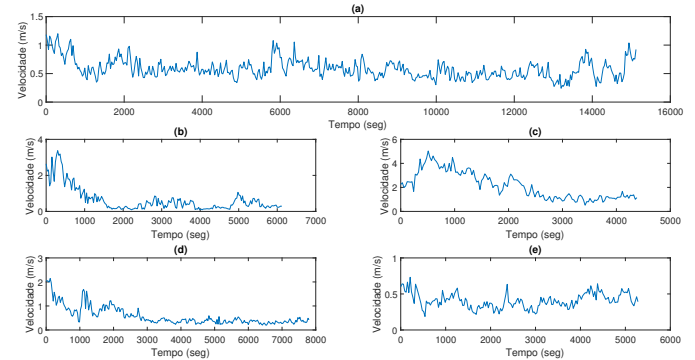 (a)
1.5
1
0.5
0
Velocidade (m/s)
0 2000 4000 6000 8000 10000 12000 14000 16000
Tempo (seg)
(b)
4
2
0
Velocidade (m/s)
0 1000 2000 3000 4000 5000 6000 7000
Tempo (seg)
(c)
6
4
2
0
Velocidade (m/s)
0 1000 2000 3000 4000 5000
Tempo (seg)
(d)
3
2
1
0
Velocidade (m/s)
0 1000 2000 3000 4000 5000 6000 7000 8000
Tempo (seg)
(e)
1
0.5
0
Velocidade (m/s)
0 1000 2000 3000 4000 5000 6000
Tempo (seg)